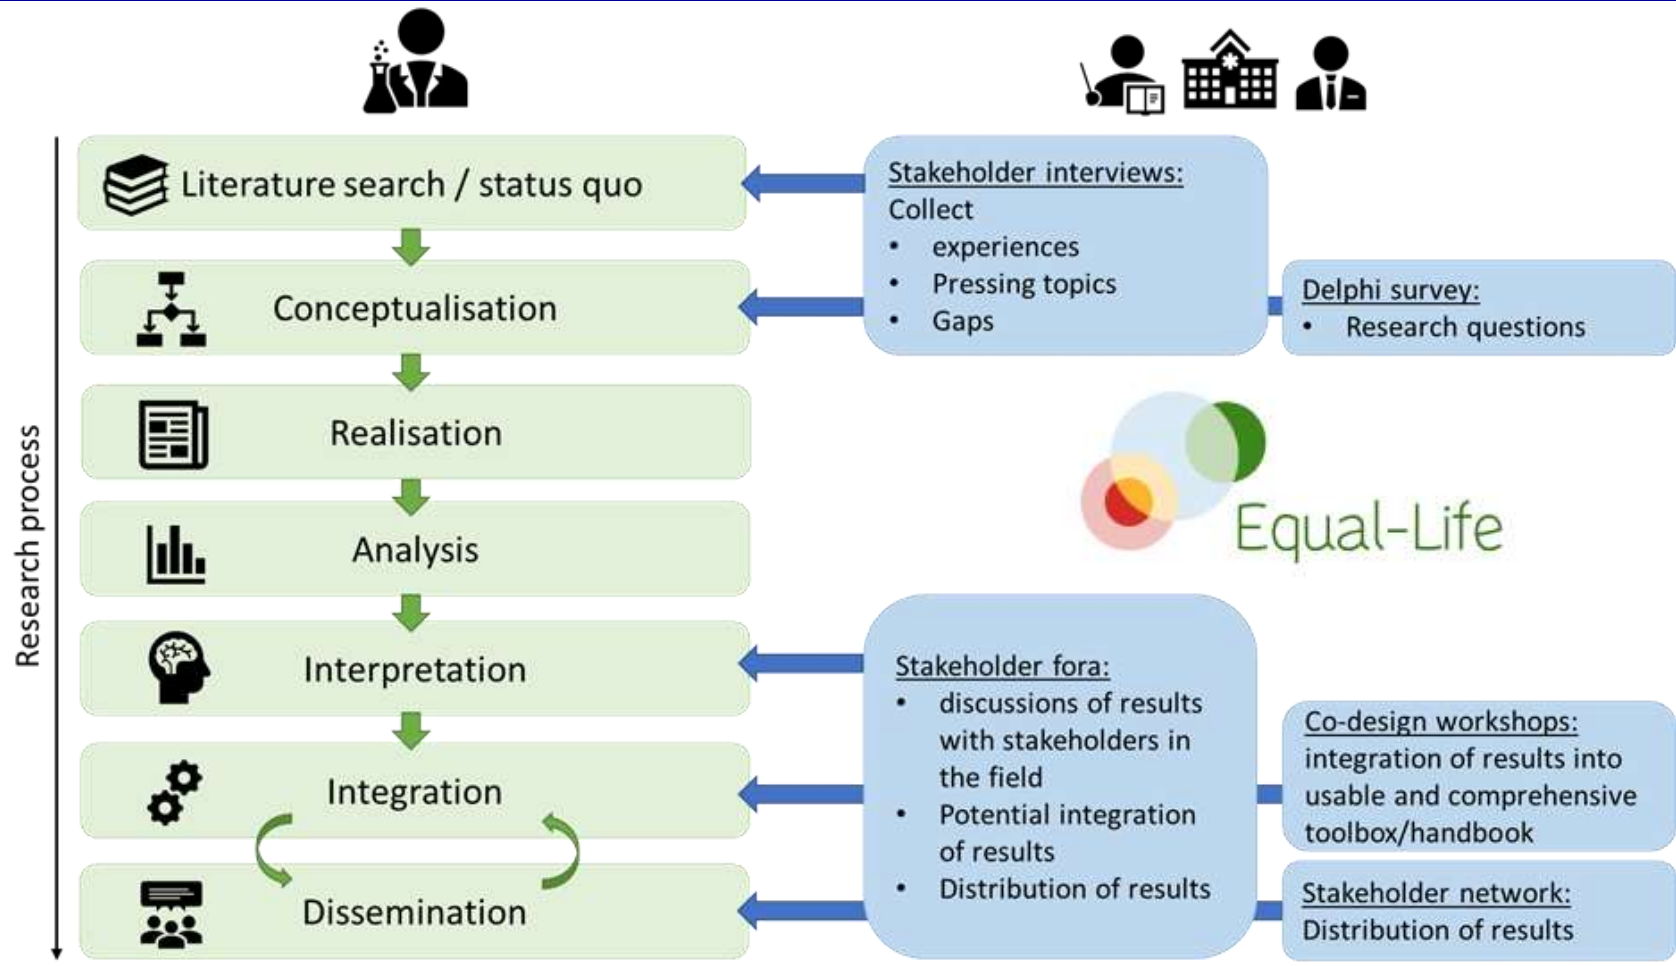 Research process
Literature search / status quo
Conceptualisation
Realisation
Analysis
Interpretation
Integration
Dissemination
Stakeholder interviews:
Collect
• experiences
• Pressing topics
• Gaps
Delphi survey:
• Research questions
Equal-Life
Stakeholder fora:
• discussions of results
with stakeholders in
the field
• Potential integration
of results
• Distribution of results
Co-design workshops:
integration of results into
usable and comprehensive
toolbox/handbook
Stakeholder network:
Distribution of results